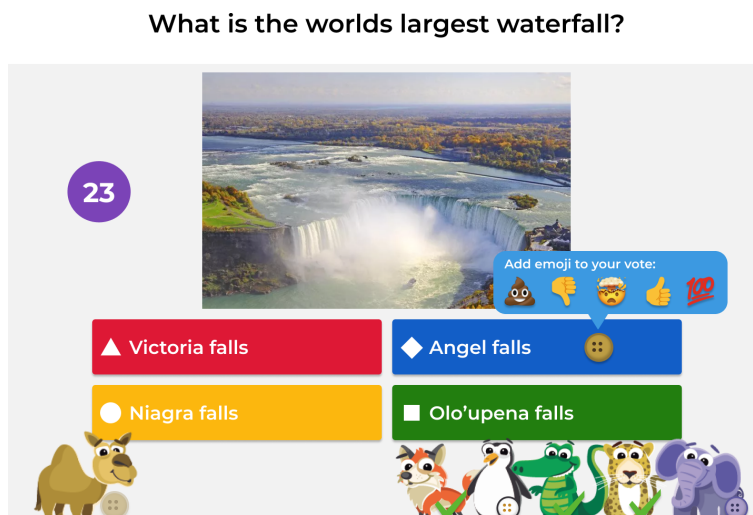 What is the worlds largest waterfall?
23
Add emoji to your vote:
100
Victoria falls
Angel falls
Niagra falls
Olo'upena falls